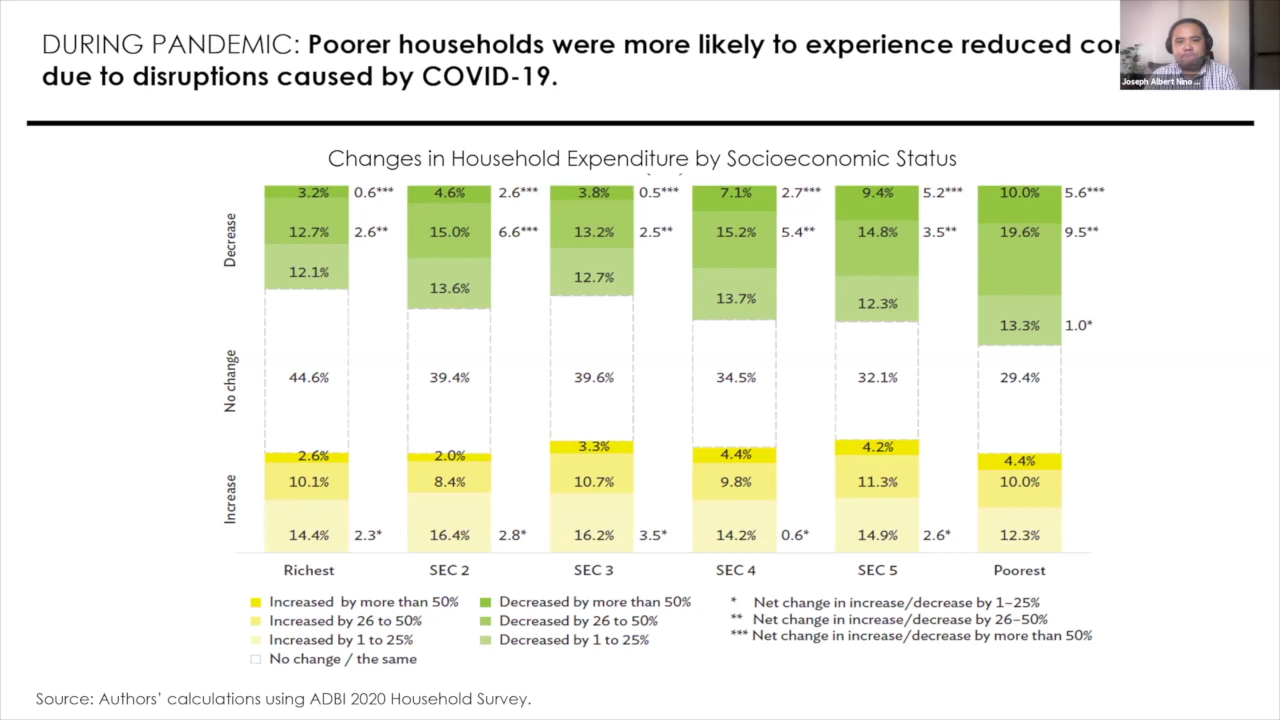 DURING PANDEMIC: Poorer households were more likely to experience reduced
due to disruptions caused by COVID-19.
Joseph Albert Nino ...
Changes in Household Expenditure by Socioeconomic Status
3.2% 0.6*** 4.6% 2.6*** 3.8% 0.5*** 7.1% 2.7*** 9.4% 5.2*** 10.0% 5.6***
Decrease
12.7% 2.6** 15.0% 6.6*** 13.2% 2.5** 15.2% 5.4** 14.8% 3.5** 19.6% 9.5**
12.1% 13.6% 12.7% 13.7% 12.3% 13.3% 1.0*
No change
44.6% 39.4% 39.6% 34.5% 32.1% 29.4%
2.6% 2.0% 3.3% 4.4% 4.2% 4.4%
Increase
10.1% 8.4% 10.7% 9.8% 11.3% 10.0%
14.4% 2.3* 16.4% 2.8* 16.2% 3.5* 14.2% 0.6* 14.9% 2.6* 12.3%
Richest SEC 2 SEC 3 SEC 4 SEC 5 Poorest
Increased by more than 50%
Increased by 26 to 50%
Increased by 1 to 25%
No change / the same
Decreased by more than 50%
Decreased by 26 to 50%
Decreased by 1 to 25%
* Net change in increase/decrease by 1–25%
** Net change in increase/decrease by 26–50%
*** Net change in increase/decrease by more than 50%
Source: Authors’ calculations using ADBI 2020 Household Survey.